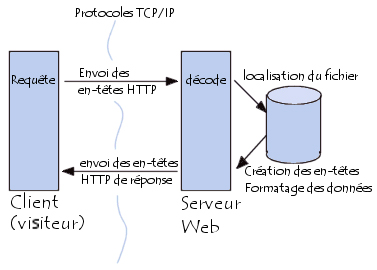 Protocoles TCP/IP
Requête
Envoi des
en-têtes HTTP
décode
localisation du fichier
envoi des en-têtes
HTTP de réponse
Création des en-têtes
Formatage des données
Client
(visiteur)
Serveur
Web